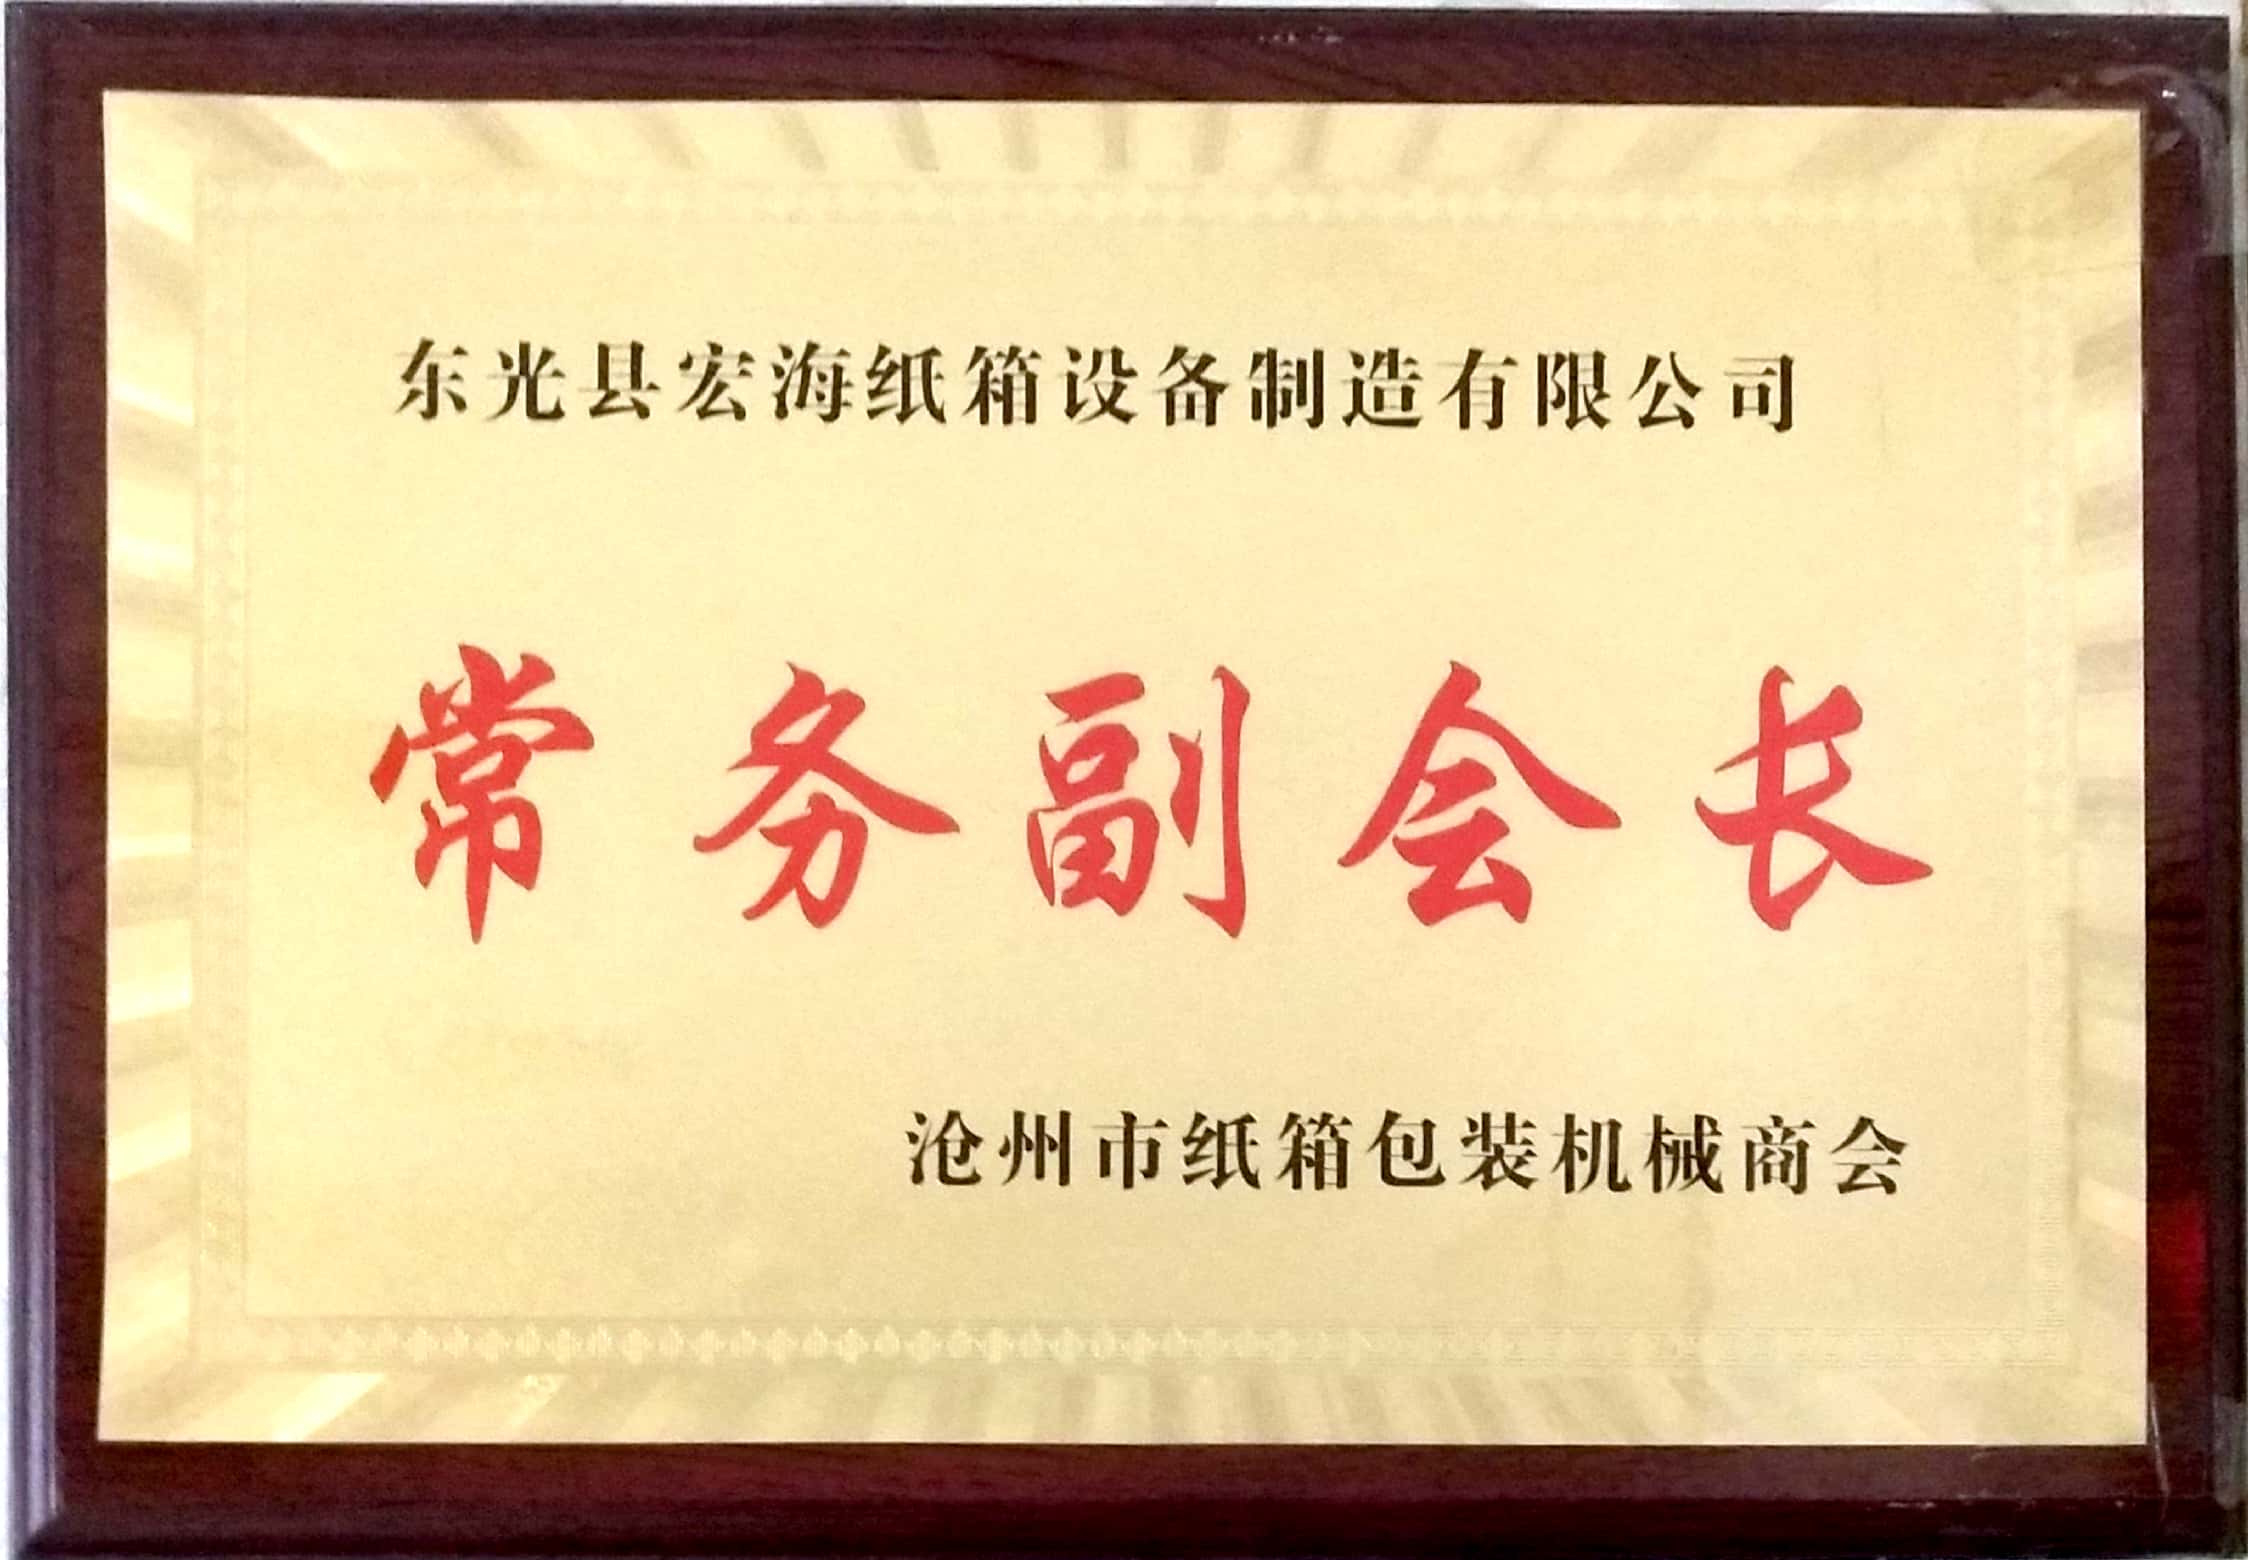 东光县宏海纸箱设备制造有限公司
常务副会长
沧州市纸箱包装机械商会